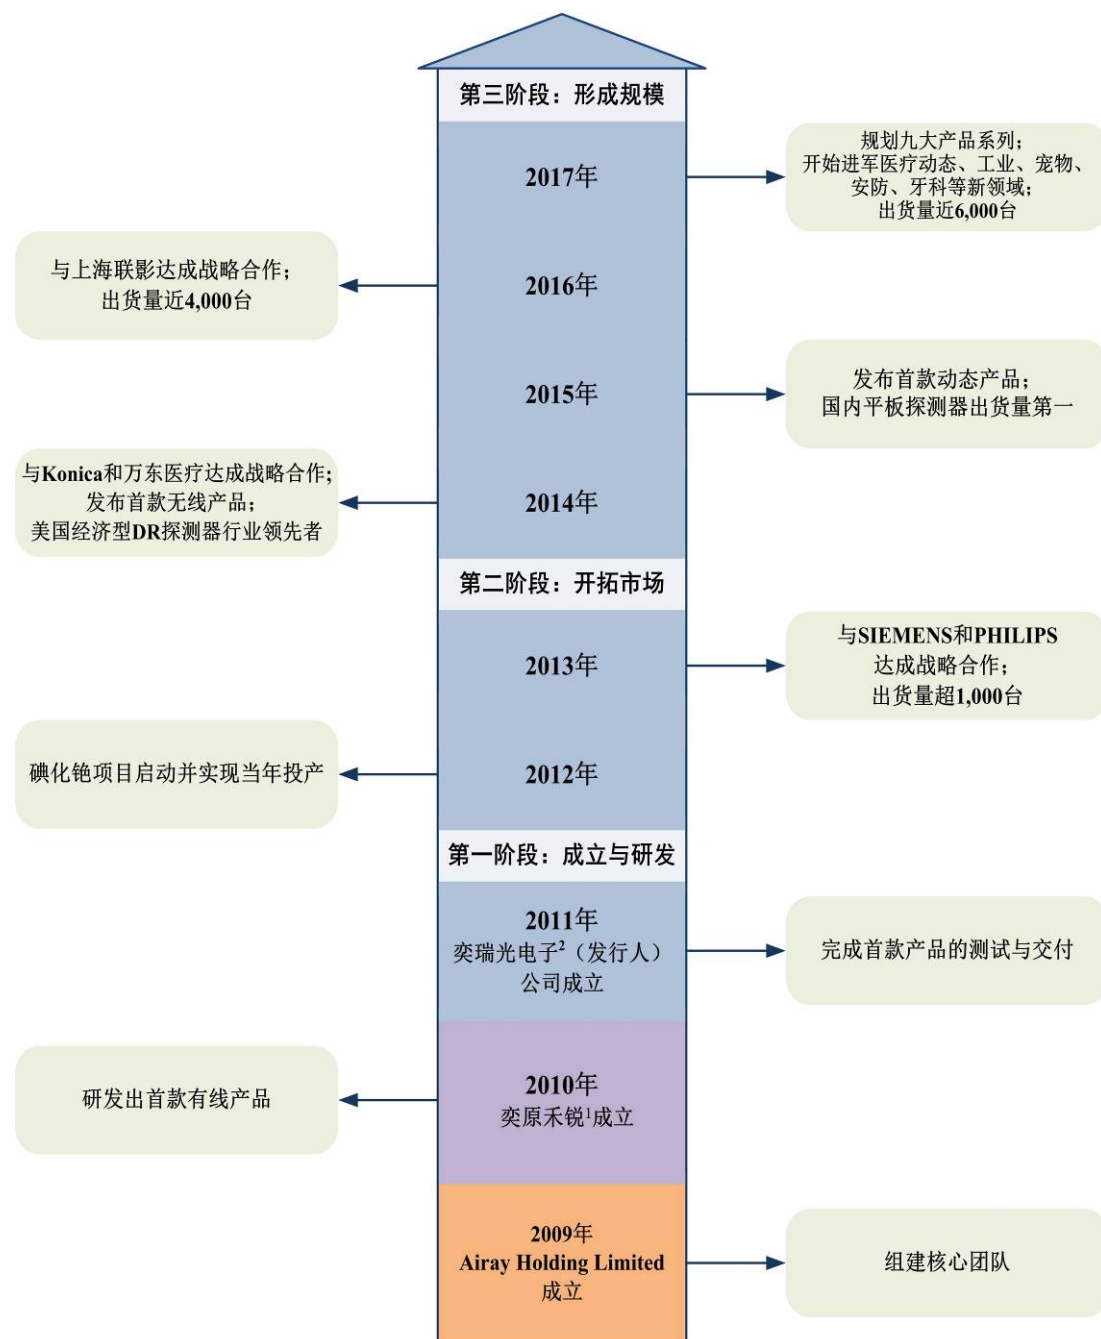 第三阶段：形成规模
2017年
规划九大产品系列；
开始进军医疗动态、工业、宠物、
安防、牙科等新领域；
出货量近6,000台
2016年
与上海联影达成战略合作；
出货量近4,000台
2015年
发布首款动态产品；
国内平板探测器出货量第一
2014年
与Konica和万东医疗达成战略合作；
发布首款无线产品；
美国经济型DR探测器行业领先者
第二阶段：开拓市场
2013年
与SIEMENS和PHILIPS
达成战略合作；
出货量超1,000台
2012年
碘化铯项目启动并实现当年投产
第一阶段：成立与研发
2011年
奕瑞光电子²（发行人）
公司成立
完成首款产品的测试与交付
2010年
奕原禾锐¹成立
研发出首款有线产品
2009年
Airay Holding Limited
成立
组建核心团队